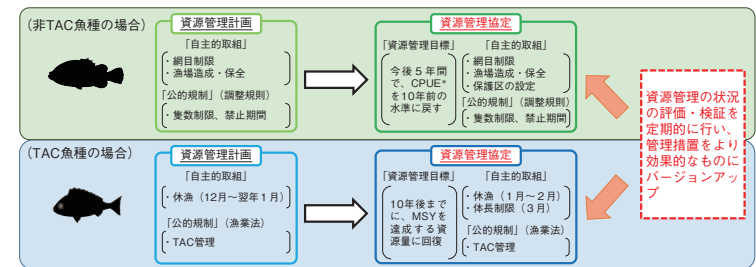 (非TAC魚種の場合)
資源管理計画
「自主的取組」
・網目制限
・漁場造成・保全
「公的規制」(調整規則)
・隻数制限、禁止期間
資源管理協定
「資源管理目標」
今後5年間
で、CPUE*
を10年前の
水準に戻す
「自主的取組」
・網目制限
・漁場造成・保全
・保護区の設定
「公的規制」(調整規則)
・隻数制限、禁止期間
(TAC魚種の場合)
資源管理計画
「自主的取組」
・休漁(12月~翌年1月)
「公的規制」(漁業法)
・TAC管理
資源管理協定
「資源管理目標」
10年後まで
に、MSYを
達成する資
源量に回復
「自主的取組」
・休漁(1月~2月)
・体長制限(3月)
「公的規制」(漁業法)
・TAC管理
資源管理の状況
の評価・検証を
定期的に行い、
管理措置をより
効果的なものに
バージョンアッ
プ